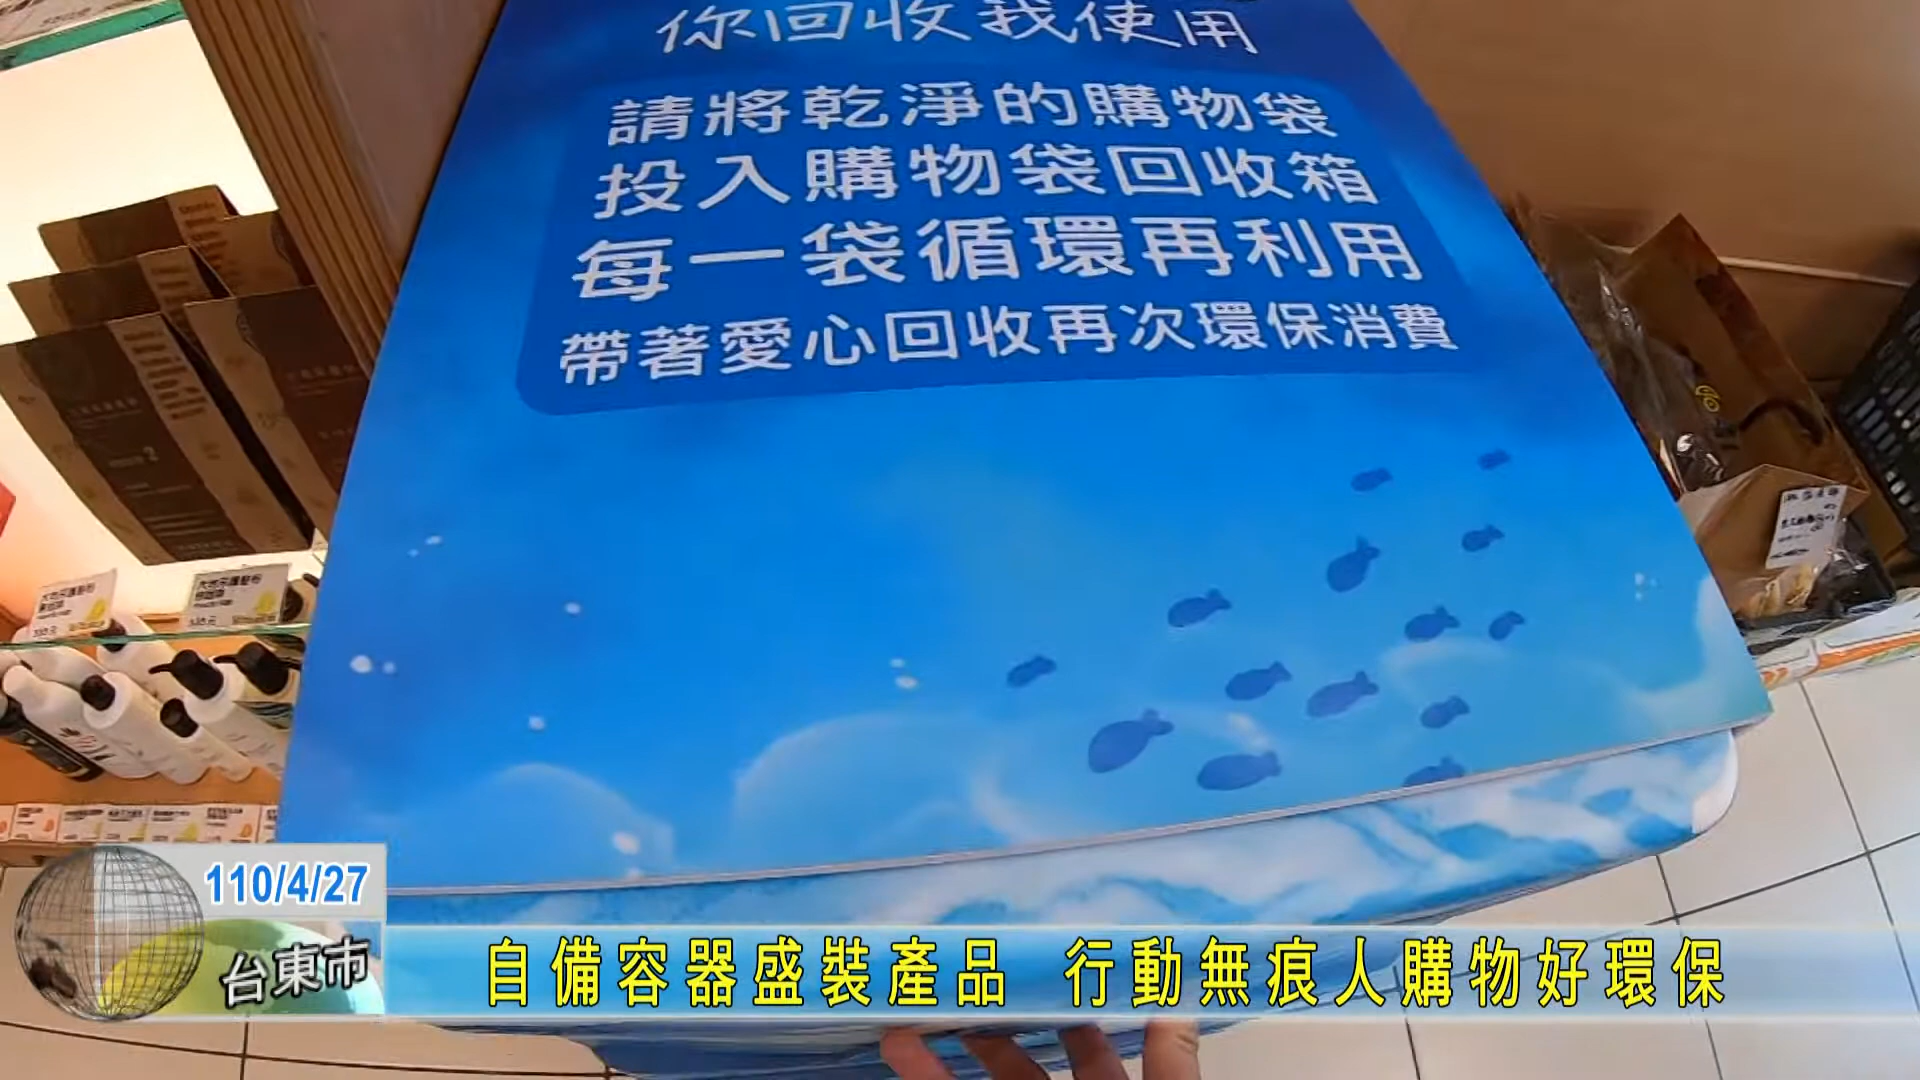 你回收我使用
請將乾淨的購物袋
投入購物袋回收箱
每一袋循環再利用
帶著愛心回收再次環保消費
110/4/27
台東市
自備容器盛裝產品 行動無痕人購物好環保